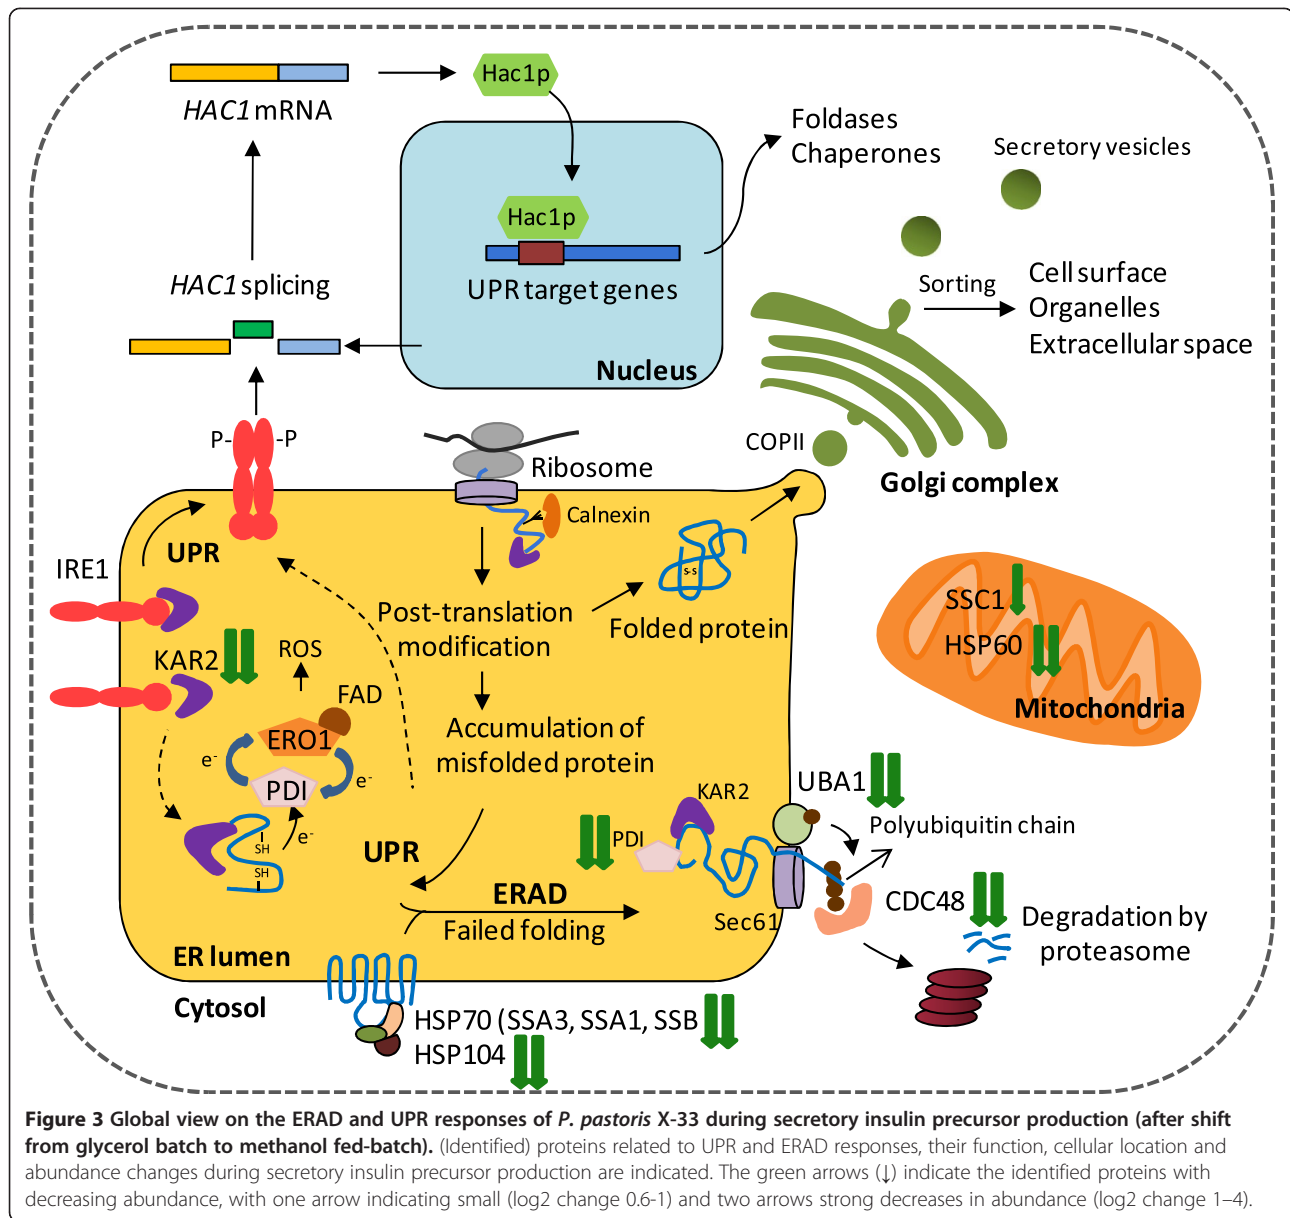 Hac1p
HAC1 mRNA
Foldases
Chaperones
Secretory vesicles
Hac1p
HAC1 splicing
UPR target genes
Sorting
Cell surface
Organelles
Extracellular space
Nucleus
P-
-P
COPII
Ribosome
Golgi complex
Calnexin
UPR
IRE1
S-S
SSC1
Post-translation
modification
Folded protein
HSP60
KAR2
ROS
FAD
Mitochondria
ERO1
Accumulation of
misfolded protein
e-
e-
PDI
UBA1
KAR2
Polyubiquitin chain
e-
SH
SH
UPR
PDI
ERAD
Failed folding
Sec61
CDC48
Degradation by
proteasome
ER lumen
Cytosol
HSP70 (SSA3, SSA1, SSB
HSP104
Figure 3 Global view on the ERAD and UPR responses of P. pastoris X-33 during secretory insulin precursor production (after shift
from glycerol batch to methanol fed-batch). (Identified) proteins related to UPR and ERAD responses, their function, cellular location and
abundance changes during secretory insulin precursor production are indicated. The green arrows (↓) indicate the identified proteins with
decreasing abundance, with one arrow indicating small (log2 change 0.6-1) and two arrows strong decreases in abundance (log2 change 1–4).